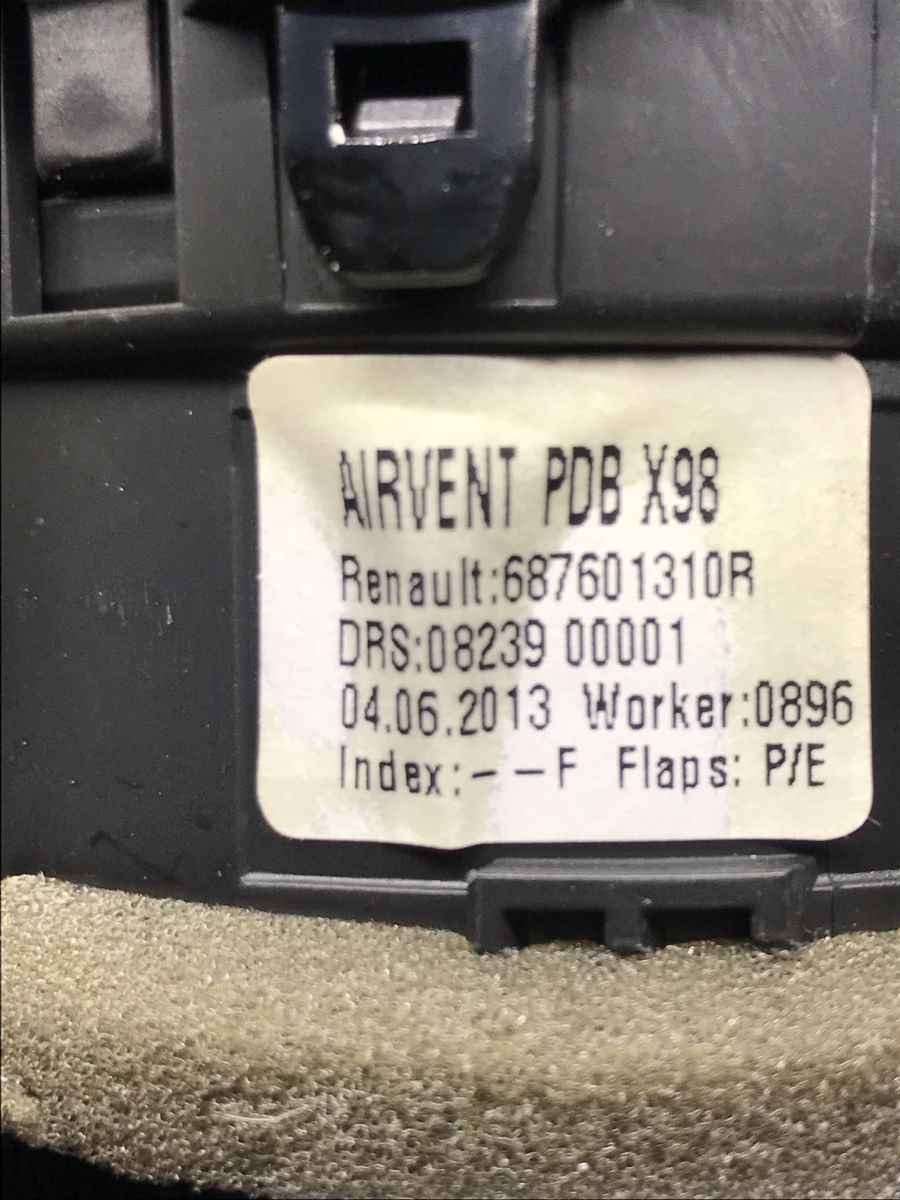 AIRVENT PDB X98
Renault:687601310R
DRS:08239 00001
04.06.2013 Worker:0896
Index:--F Flaps: P/E